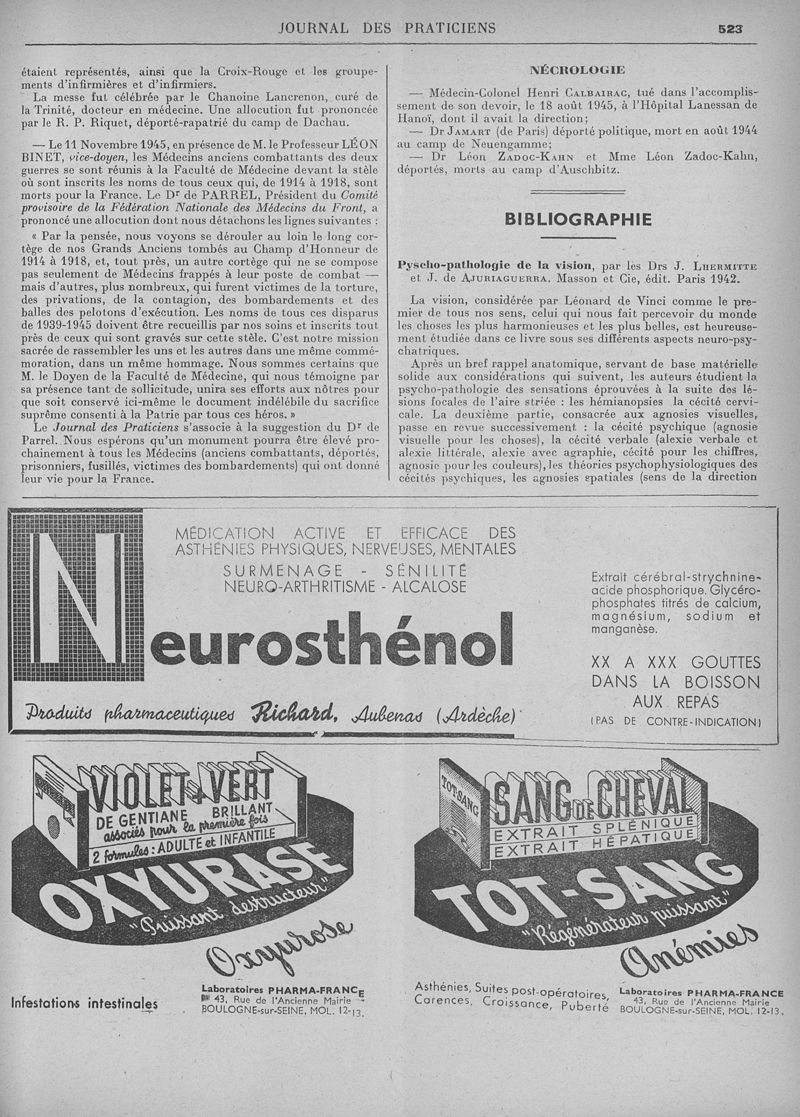 JOURNAL DES PRATICIENS
523
étaient représentés, ainsi que la Croix-Rouge et les groupe-
ments d'infirmières et d'infirmiers.
La messe fut célébrée par le Chanoine Lancrenon, curé de
la Trinité, docteur en médecine. Une allocution fut prononcée
par le R. P. Riquet, déporté-rapatrié du camp de Dachau.
— Le 11 Novembre 1945, en présence de M. le Professeur LÉON
BINET, vice-doyen, les Médecins anciens combattants des deux
guerres se sont réunis à la Faculté de Médecine devant la stèle
où sont inscrits les noms de tous ceux qui, de 1914 à 1918, sont
morts pour la France. Le Dr de PARREL, Président du Comité
provisoire de la Fédération Nationale des Médecins du Front, a
prononcé une allocution dont nous détachons les lignes suivantes :
« Par la pensée, nous voyons se dérouler au loin le long cor-
tège de nos Grands Anciens tombés au Champ d'Honneur de
1914 à 1918, et, tout près, un autre cortège qui ne se compose
pas seulement de Médecins frappés à leur poste de combat —
mais d'autres, plus nombreux, qui furent victimes de la torture,
des privations, de la contagion, des bombardements et des
balles des pelotons d'exécution. Les noms de tous ces disparus
de 1939-1945 doivent être recueillis par nos soins et inscrits tout
près de ceux qui sont gravés sur cette stèle. C'est notre mission
sacrée de rassembler les uns et les autres dans une même commé-
moration, dans un même hommage. Nous sommes certains que
M. le Doyen de la Faculté de Médecine, qui nous témoigne par
sa présence tant de sollicitude, unira ses efforts aux nôtres pour
que soit conservé ici-même le document indélébile du sacrifice
suprême consenti à la Patrie par tous ces héros. »
Le Journal des Praticiens s'associe à la suggestion du Dr de
Parrel. Nous espérons qu'un monument pourra être élevé pro-
chainement à tous les Médecins (anciens combattants, déportés,
prisonniers, fusillés, victimes des bombardements) qui ont donné
leur vie pour la France.
NÉCROLOGIE
— Médecin-Colonel Henri CALBAIRAC, tué dans l'accomplis-
sement de son devoir, le 18 août 1945, à l'Hôpital Lanessan de
Hanoï, dont il avait la direction;
— Dr JAMART (de Paris) déporté politique, mort en août 1944
au camp de Neuengamme;
— Dr Léon ZADOC-KAHN et Mme Léon Zadoc-Kahn,
déportés, morts au camp d'Auschbitz.
BIBLIOGRAPHIE
Pyscho-pathologie de la vision, par les Drs J. LHERMITTE
et J. de AJURIAGUERRA. Masson et Cie, édit. Paris 1942.
La vision, considérée par Léonard de Vinci comme le pre-
mier de tous nos sens, celui qui nous fait percevoir du monde
les choses les plus harmonieuses et les plus belles, est heureuse-
ment étudiée dans ce livre sous ses différents aspects neuro-psy-
chatriques.
Après un bref rappel anatomique, servant de base matérielle
solide aux considérations qui suivent, les auteurs étudient la
psycho-pathologie des sensations éprouvées à la suite des lé-
sions focales de l'aire striée : les hémianopsies la cécité cervi-
cale. La deuxième partie, consacrée aux agnosies visuelles,
passe en revue successivement : la cécité psychique (agnosie
visuelle pour les choses), la cécité verbale (alexie verbale et
alexie littérale, alexie avec agraphie, cécité pour les chiffres,
agnosie pour les couleurs), les théories psychophysiologiques des
cécités psychiques, les agnosies spatiales (sens de la direction
MÉDICATION ACTIVE ET EFFICACE DES
ASTHÉNIES PHYSIQUES, NERVEUSES, MENTALES
SURMENAGE - SÉNILITÉ
NEURO-ARTHRITISME - ALCALOSE
Neurosthénol
Produits pharmaceutiques Richard, Aubenas (Ardèche)
Extrait cérébral-strychnine-
acide phosphorique. Glycéro-
phosphates titrés de calcium,
magnésium, sodium et
manganèse.
XX A XXX GOUTTES
DANS LA BOISSON
AUX REPAS
(PAS DE CONTRE-INDICATION)
VIOLET & VERT
DE GENTIANE BRILLANT
associés pour la première fois
2 formules : ADULTE et INFANTILE
OXYURASE
"Puissant destructeur"
Oxyurose
Infestations intestinales
Laboratoires PHARMA-FRANCE
43, Rue de l'Ancienne Mairie
BOULOGNE-sur-SEINE, MOL. 12-13.
TOT-SANG
SANG DE CHEVAL
EXTRAIT SPLÉNIQUE
EXTRAIT HÉPATIQUE
TOT-SANG
"Régénérateur puissant"
Anémies
Asthénies, Suites post-opératoires,
Carences, Croissance, Puberté
Laboratoires PHARMA-FRANCE
43, Rue de l'Ancienne Mairie
BOULOGNE-sur-SEINE, MOL. 12-13.